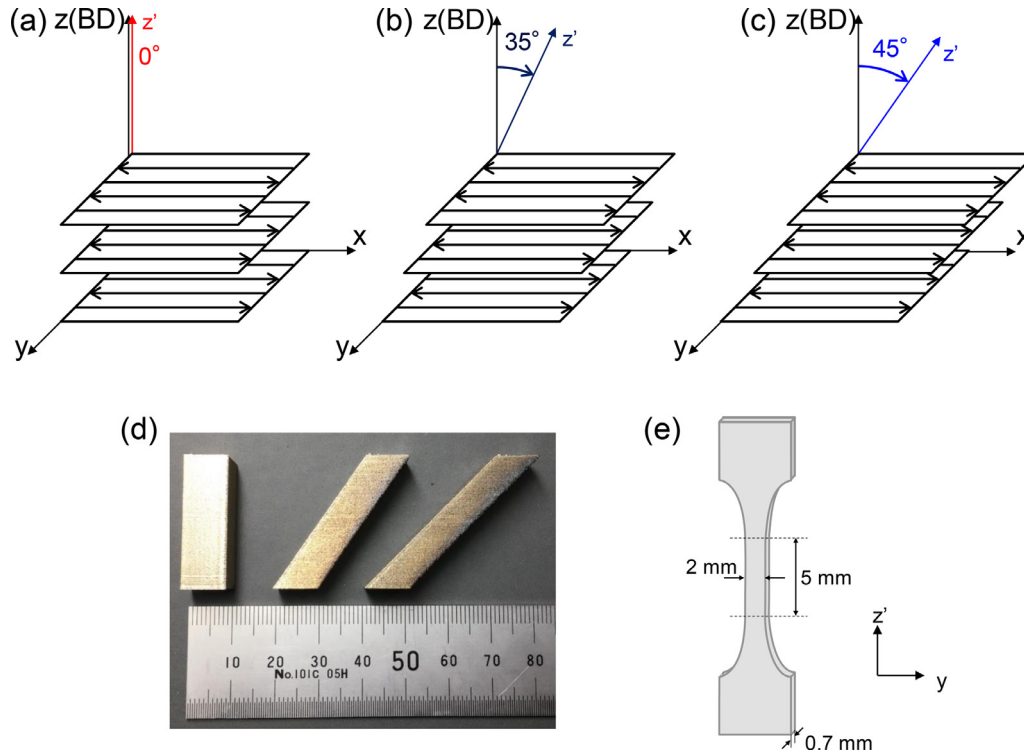 (a) z(BD) z'
0°
x
y
(b) z(BD)
35° z'
x
y
(c) z(BD)
45° z'
x
y
(d)
10 20 30 40 50 60 70 80
No.101C 05H
(e)
2 mm 5 mm
z'
y
0.7 mm